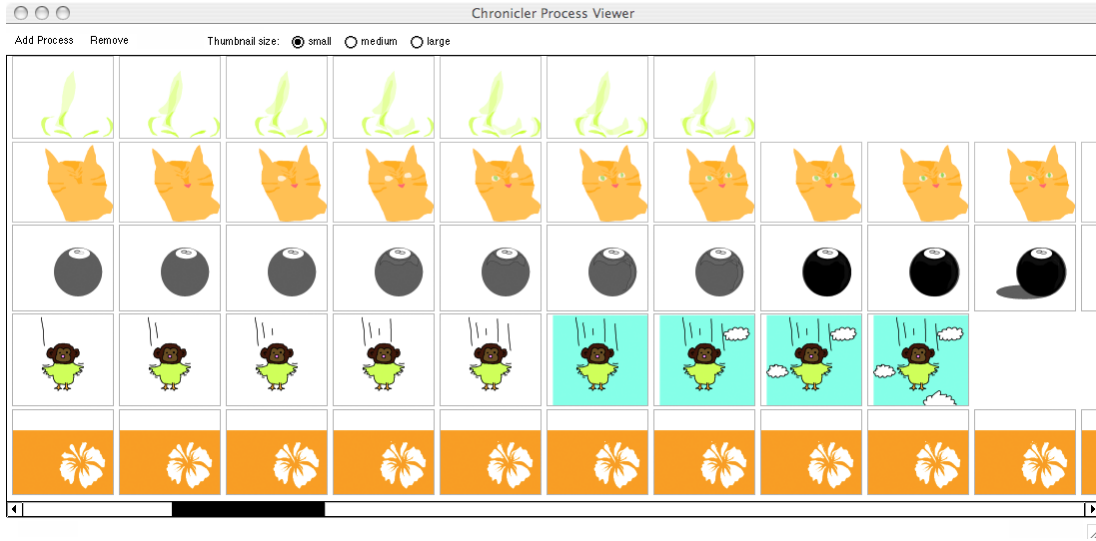 Chronicler Process Viewer
Add Process Remove Thumbnail size: small medium large